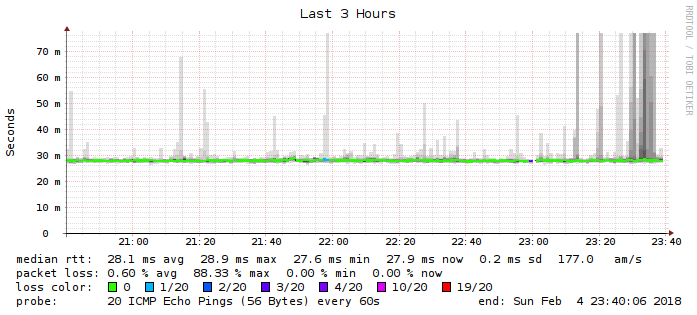 Last 3 Hours
RRDTOOL / TOBI OETIKER
Seconds
70 m
60 m
50 m
40 m
30 m
20 m
10 m
0
21:00 21:20 21:40 22:00 22:20 22:40 23:00 23:20 23:40
median rtt: 28.1 ms avg 28.9 ms max 27.6 ms min 27.9 ms now 0.2 ms sd 177.0 am/s
packet loss: 0.60 % avg 88.33 % max 0.00 % min 0.00 % now
loss color: 0 1/20 2/20 3/20 4/20 10/20 19/20
probe: 20 ICMP Echo Pings (56 Bytes) every 60s end: Sun Feb 4 23:40:06 2018